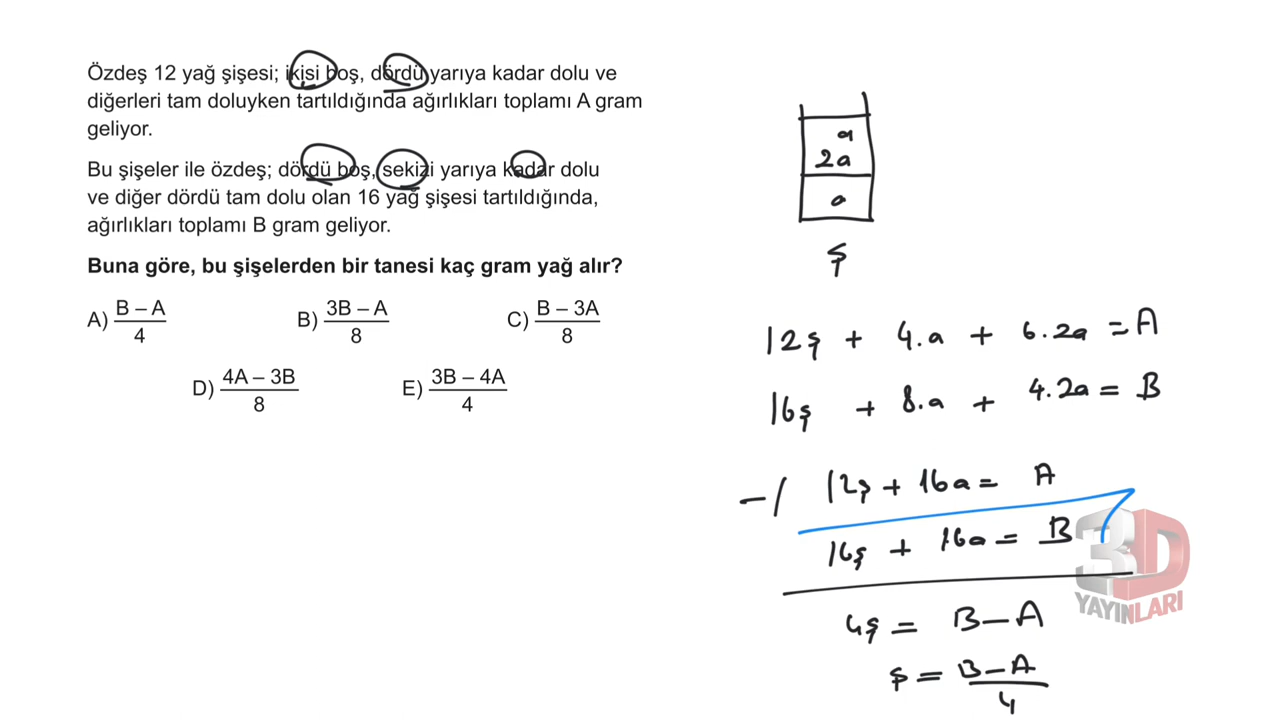 Özdeş 12 yağ şişesi; ikisi boş, dördü yarıya kadar dolu ve
diğerleri tam doluyken tartıldığında ağırlıkları toplamı A gram
geliyor.
Bu şişeler ile özdeş; dördü boş, sekizi yarıya kadar dolu
ve diğer dördü tam dolu olan 16 yağ şişesi tartıldığında,
ağırlıkları toplamı B gram geliyor.
Buna göre, bu şişelerden bir tanesi kaç gram yağ alır?
A) B – A / 4
B) 3B – A / 8
C) B – 3A / 8
D) 4A – 3B / 8
E) 3B – 4A / 4
a
2a
a
ş
12ş + 4.a + 6.2a = A
16ş + 8.a + 4.2a = B
-/ 12ş + 16a = A
16ş + 16a = B
4ş = B – A
ş = B – A / 4
3D
YAYINLARI